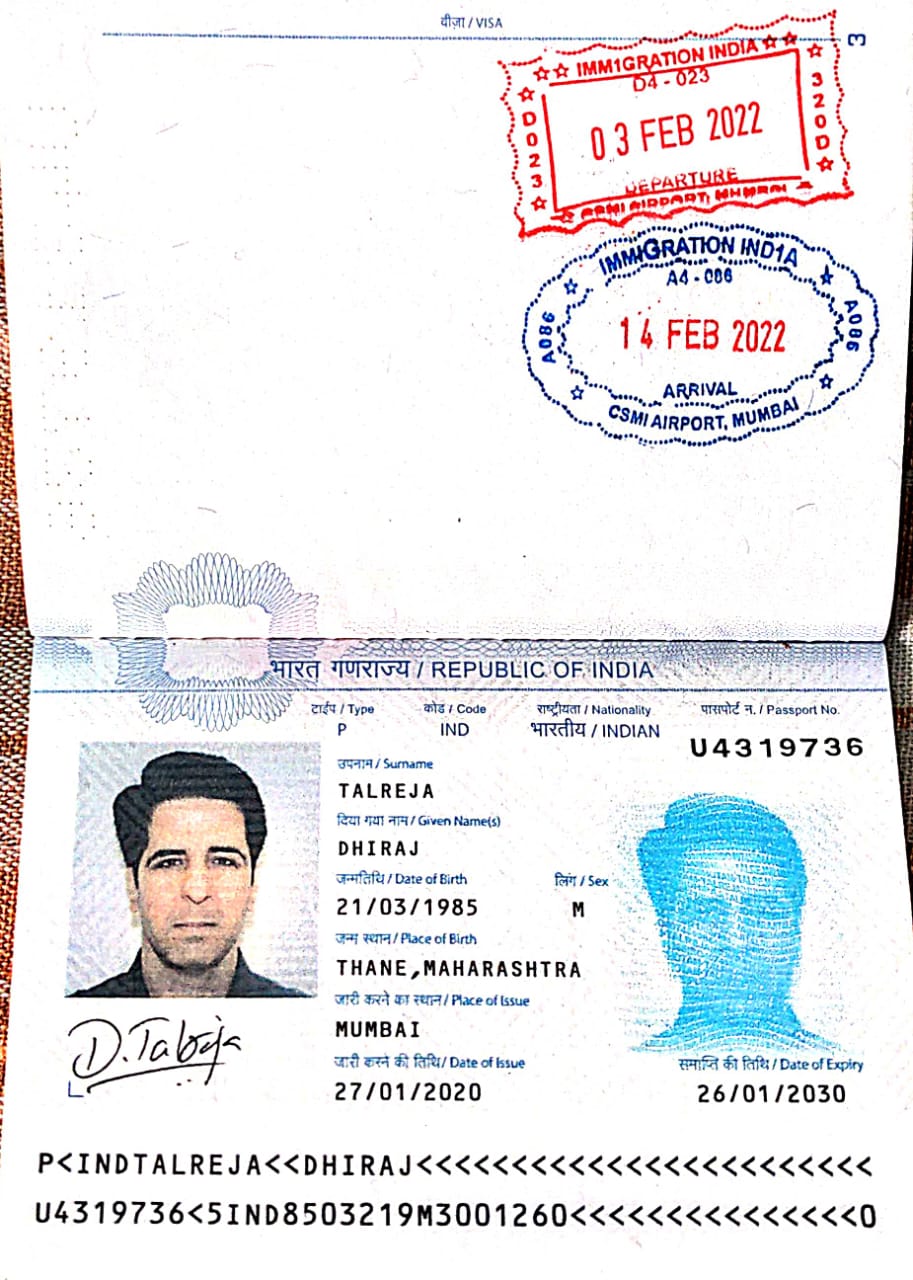 वीज़ा / VISA
3
IMM1GRATION INDIA
D4 - 023
D023
320D
03 FEB 2022
DEPARTURE
AIRPORT, MUMBAI
IMMIGRATION IND1A
A4 - 086
A086
A086
14 FEB 2022
ARRIVAL
CSMI AIRPORT, MUMBAI
भारत गणराज्य / REPUBLIC OF INDIA
टाईप / Type कोड / Code राष्ट्रीयता / Nationality पासपोर्ट न. / Passport No.
P IND भारतीय / INDIAN U4319736
उपनाम / Surname
TALREJA
दिया गया नाम / Given Name(s)
DHIRAJ
जन्मतिथि / Date of Birth लिंग / Sex
21/03/1985 M
जन्म स्थान / Place of Birth
THANE,MAHARASHTRA
जारी करने का स्थान / Place of Issue
MUMBAI
D.Talreja
जारी करने की तिथि / Date of Issue समाप्ति की तिथि / Date of Expiry
27/01/2020 26/01/2030
P<INDTALREJA<<DHIRAJ<<<<<<<<<<<<<<<<<<<<<<<<
U4319736<5IND8503219M3001260<<<<<<<<<<<<<<<0